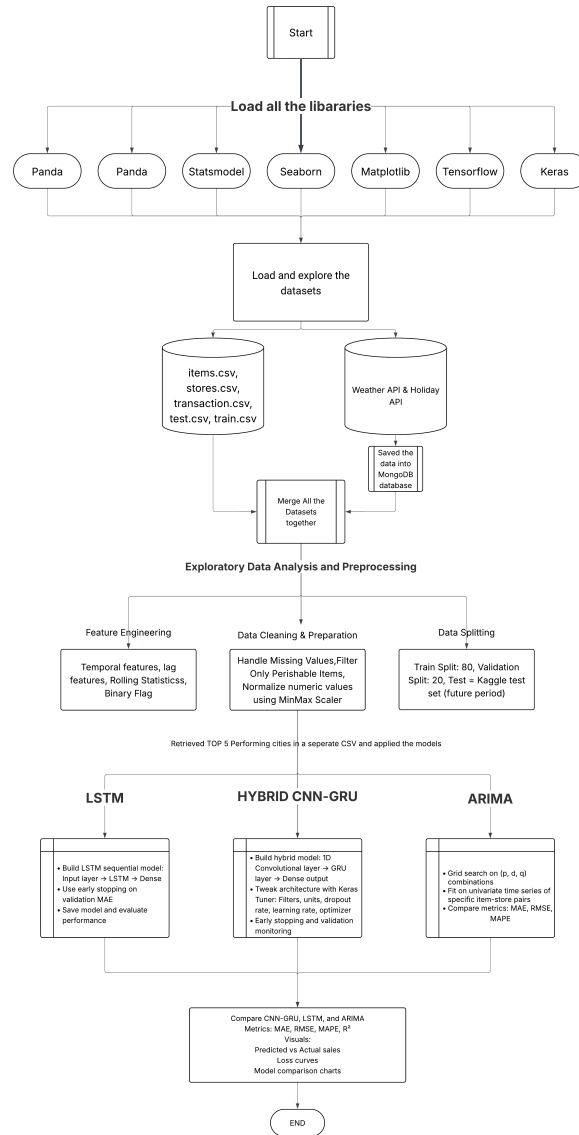 Start
Load all the libararies
Panda
Panda
Statsmodel
Seaborn
Matplotlib
Tensorflow
Keras
Load and explore the
datasets
items.csv,
stores.csv,
transaction.csv,
test.csv, train.csv
Weather API & Holiday
API
Saved the
data into
MongoDB
database
Merge All the
Datasets
together
Exploratory Data Analysis and Preprocessing
Feature Engineering
Data Cleaning & Preparation
Data Splitting
Temporal features, lag
features, Rolling Statisticss,
Binary Flag
Handle Missing Values,Filter
Only Perishable Items,
Normalize numeric values
using MinMax Scaler
Train Split: 80, Validation
Split: 20, Test = Kaggle test
set (future period)
Retrieved TOP 5 Performing cities in a seperate CSV and applied the models
LSTM
HYBRID CNN-GRU
ARIMA
• Build LSTM sequential model:
Input layer → LSTM → Dense
• Use early stopping on
validation MAE
• Save model and evaluate
performance
• Build hybrid model: 1D
Convolutional layer → GRU
layer → Dense output
• Tweak architecture with Keras
Tuner: Filters, units, dropout
rate, learning rate, optimizer
• Early stopping and validation
monitoring
• Grid search on (p, d, q)
combinations
• Fit on univariate time series of
specific item-store pairs
• Compare metrics: MAE, RMSE,
MAPE
Compare CNN-GRU, LSTM, and ARIMA
Metrics: MAE, RMSE, MAPE, R²
Visuals:
Predicted vs Actual sales
Loss curves
Model comparison charts
END